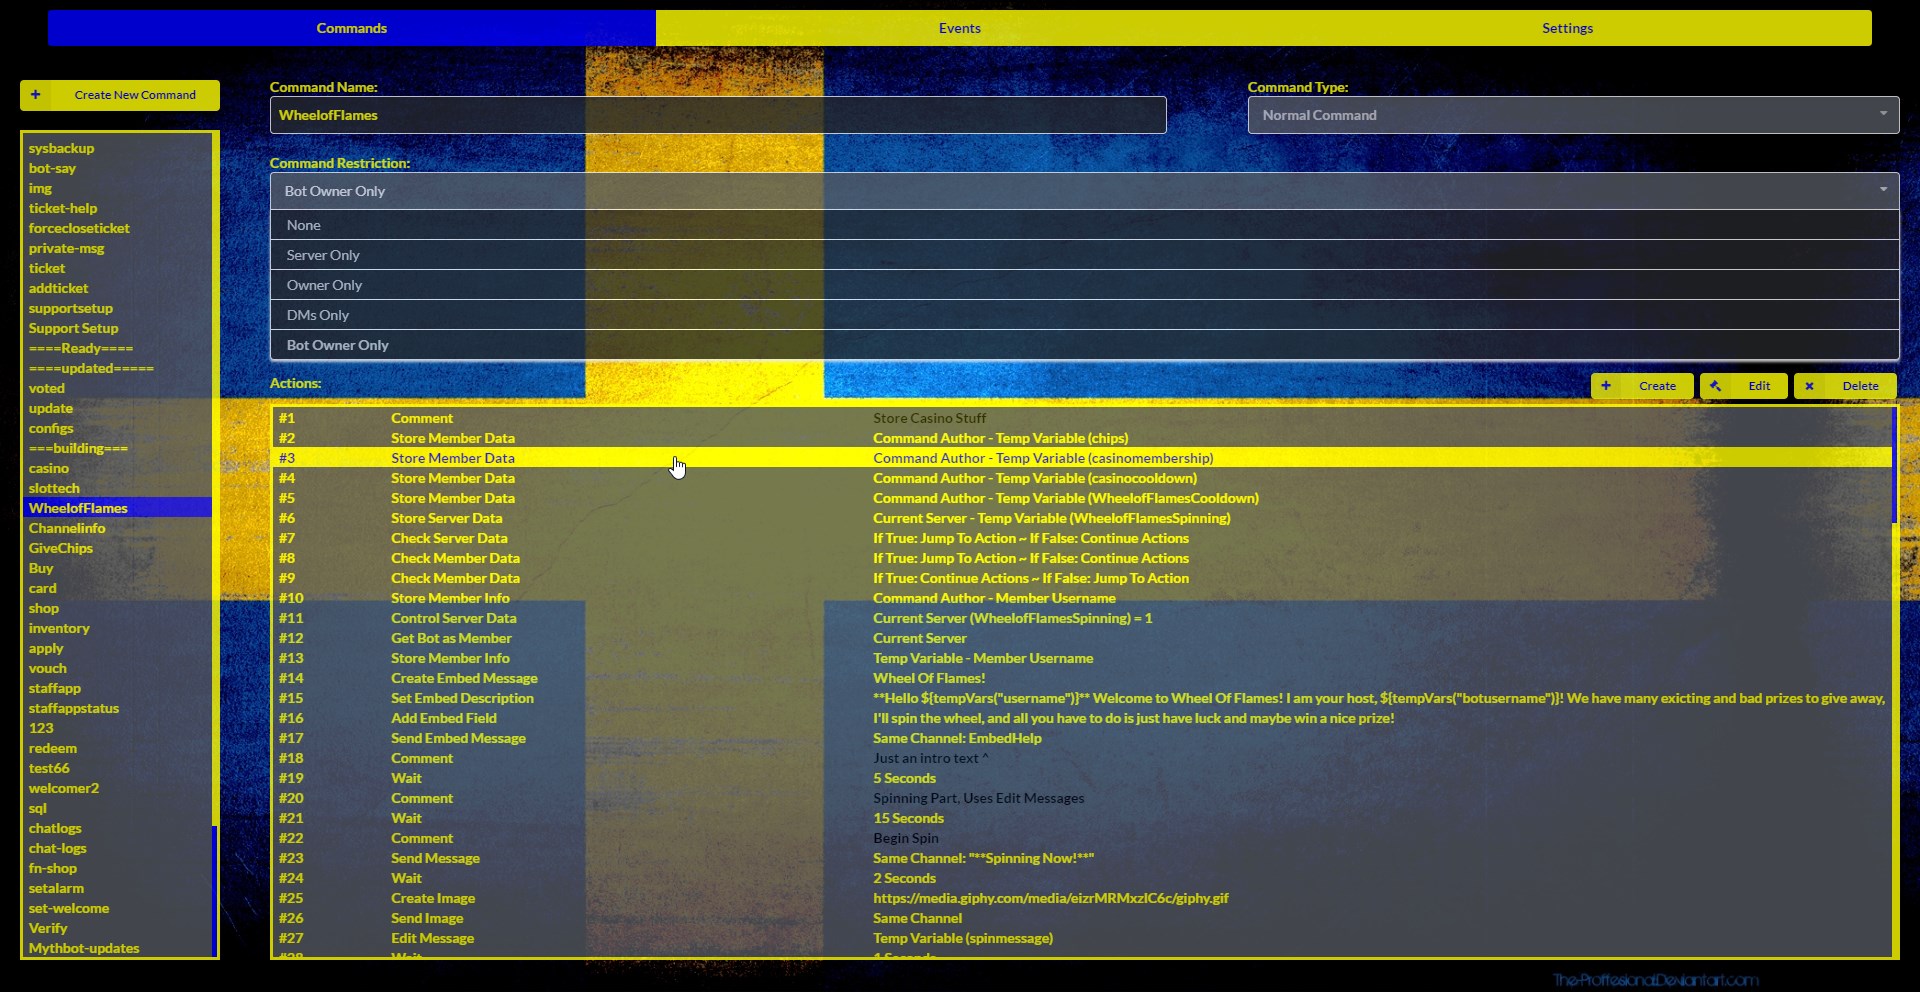 Commands
Events
Settings
Create New Command
sysbackup
bot-say
img
ticket-help
forcecloseticket
private-msg
ticket
addticket
supportsetup
Support Setup
====Ready====
====updated=====
voted
update
configs
===building===
casino
slottech
WheelofFlames
Channelinfo
GiveChips
Buy
card
shop
inventory
apply
vouch
staffapp
staffappstatus
123
redeem
test66
welcomer2
sql
chatlogs
chat-logs
fn-shop
setalarm
set-welcome
Verify
Mythbot-updates
Command Name:
WheelofFlames
Command Type:
Normal Command
Command Restriction:
Bot Owner Only
None
Server Only
Owner Only
DMs Only
Bot Owner Only
Actions:
Create
Edit
Delete
#1 Comment Store Casino Stuff
#2 Store Member Data Command Author - Temp Variable (chips)
#3 Store Member Data Command Author - Temp Variable (casinomembership)
#4 Store Member Data Command Author - Temp Variable (casinocooldown)
#5 Store Member Data Command Author - Temp Variable (WheelofFlamesCooldown)
#6 Store Server Data Current Server - Temp Variable (WheelofFlamesSpinning)
#7 Check Server Data If True: Jump To Action ~ If False: Continue Actions
#8 Check Member Data If True: Jump To Action ~ If False: Continue Actions
#9 Check Member Data If True: Continue Actions ~ If False: Jump To Action
#10 Store Member Info Command Author - Member Username
#11 Control Server Data Current Server (WheelofFlamesSpinning) = 1
#12 Get Bot as Member Current Server
#13 Store Member Info Temp Variable - Member Username
#14 Create Embed Message Wheel Of Flames!
#15 Set Embed Description **Hello ${tempVars("username")}** Welcome to Wheel Of Flames! I am your host, ${tempVars("botusername")}! We have many exicting and bad prizes to give away,
#16 Add Embed Field I'll spin the wheel, and all you have to do is just have luck and maybe win a nice prize!
#17 Send Embed Message Same Channel: EmbedHelp
#18 Comment Just an intro text ^
#19 Wait 5 Seconds
#20 Comment Spinning Part, Uses Edit Messages
#21 Wait 15 Seconds
#22 Comment Begin Spin
#23 Send Message Same Channel: "**Spinning Now!**"
#24 Wait 2 Seconds
#25 Create Image https://media.giphy.com/media/eizrMRMxzIC6c/giphy.gif
#26 Send Image Same Channel
#27 Edit Message Temp Variable (spinmessage)
#28 Wait 1 Seconds
The-Proffesional.Deviantart.com